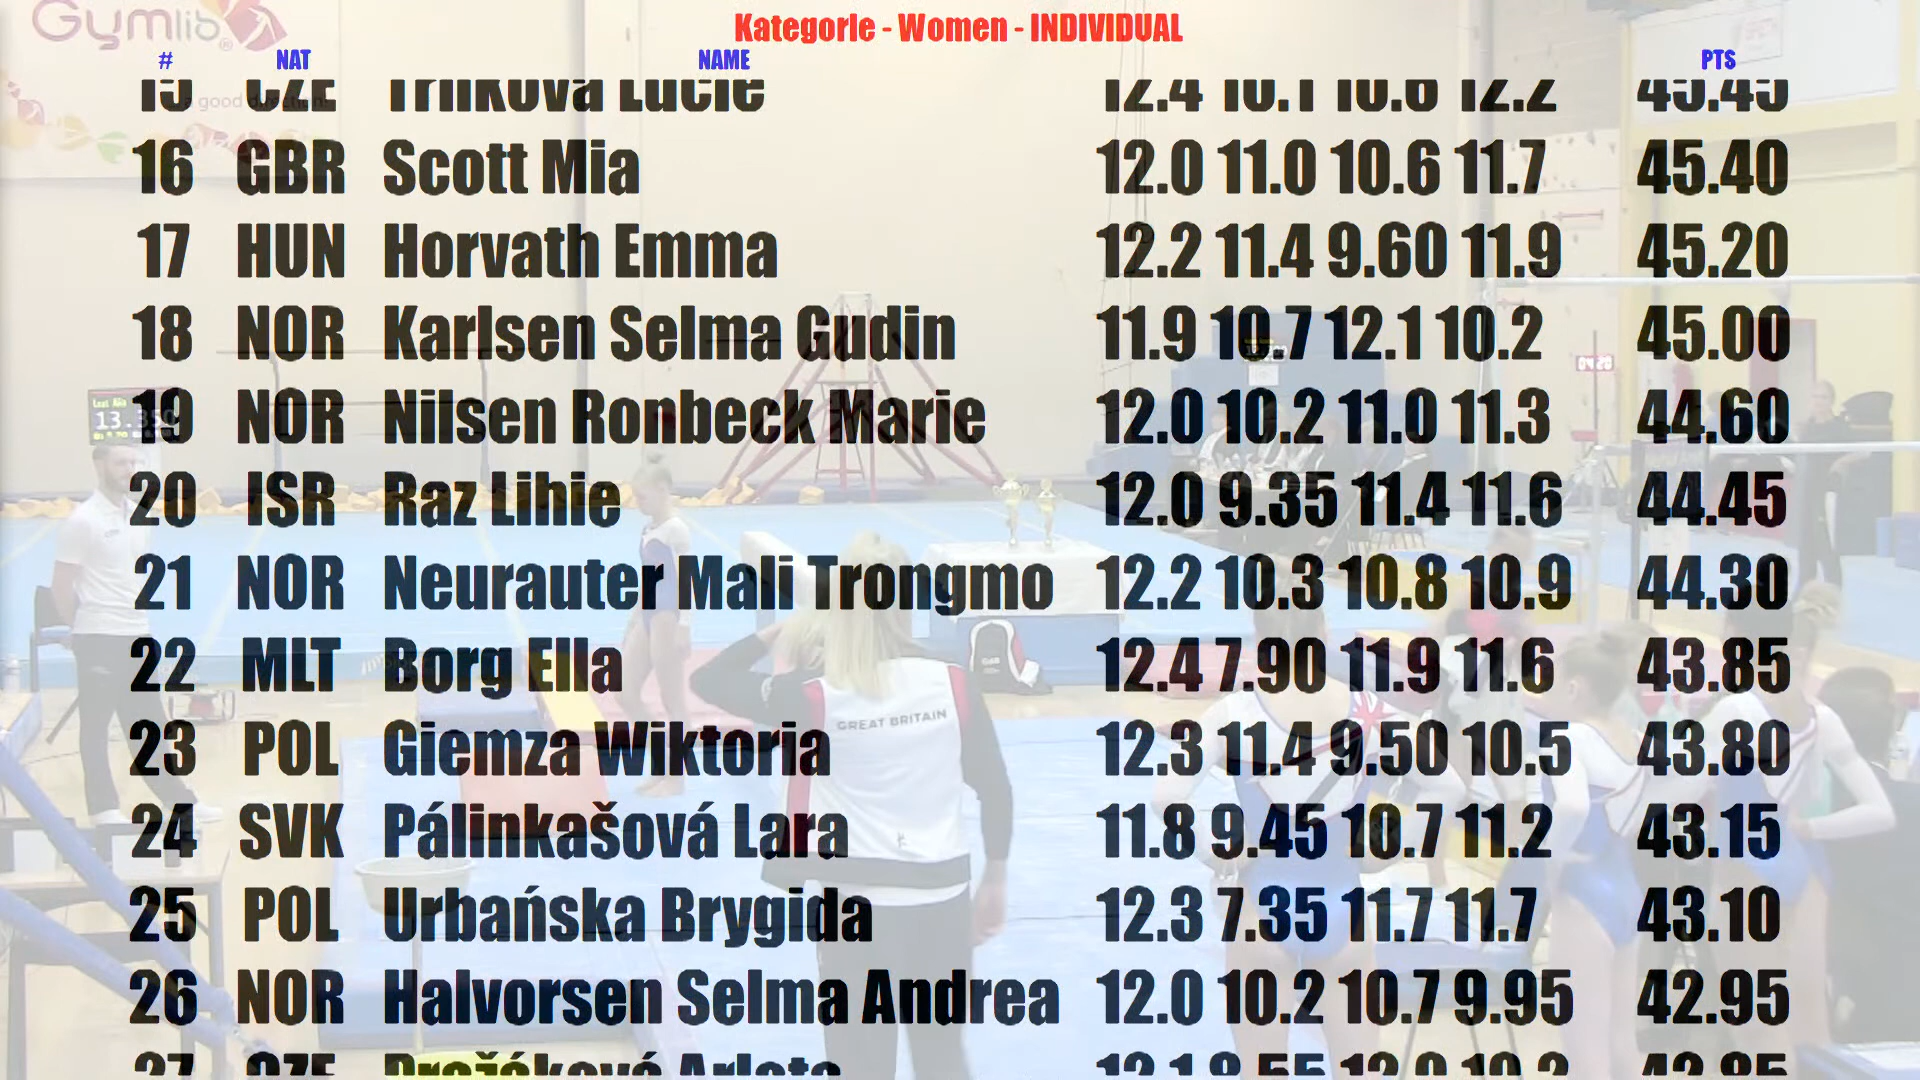 Gymlib®
a good direction!
Kategorie - Women - INDIVIDUAL
# NAT NAME PTS
16 GBR Scott Mia 12.0 11.0 10.6 11.7 45.40
17 HUN Horvath Emma 12.2 11.4 9.60 11.9 45.20
18 NOR Karlsen Selma Gudin 11.9 10.7 12.1 10.2 45.00
19 NOR Nilsen Ronbeck Marie 12.0 10.2 11.0 11.3 44.60
20 ISR Raz Lihie 12.0 9.35 11.4 11.6 44.45
21 NOR Neurauter Mali Trongmo 12.2 10.3 10.8 10.9 44.30
22 MLT Borg Ella 12.4 7.90 11.9 11.6 43.85
GREAT BRITAIN
23 POL Giemza Wiktoria 12.3 11.4 9.50 10.5 43.80
24 SVK Pálinkašová Lara 11.8 9.45 10.7 11.2 43.15
25 POL Urbańska Brygida 12.3 7.35 11.7 11.7 43.10
26 NOR Halvorsen Selma Andrea 12.0 10.2 10.7 9.95 42.95